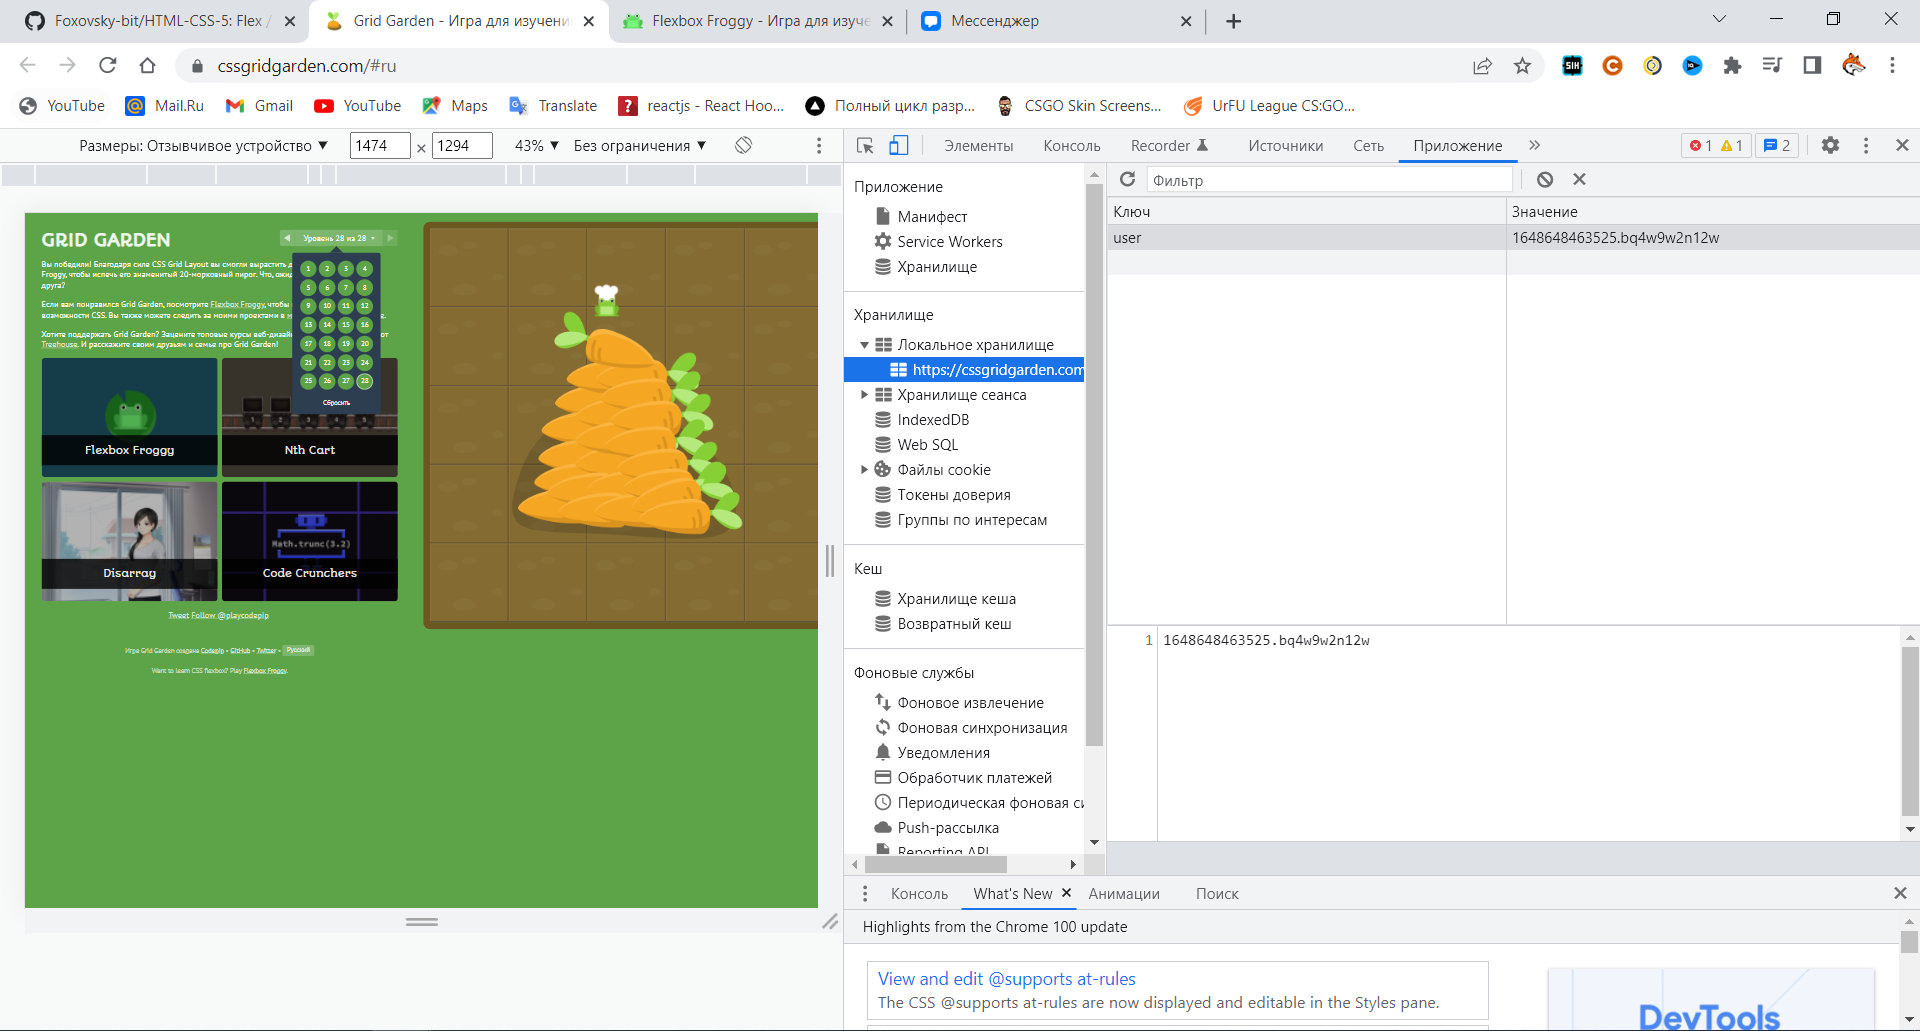 Foxovsky-bit/HTML-CSS-5: Flex /
Grid Garden - Игра для изучени
Flexbox Froggy - Игра для изуче
Мессенджер
cssgridgarden.com/#ru
YouTube
Mail.Ru
Gmail
YouTube
Maps
Translate
reactjs - React Hoo...
Полный цикл разр...
CSGO Skin Screens...
UrFU League CS:GO...
Размеры: Отзывчивое устройство ▼ 1474 × 1294 43% ▼ Без ограничения ▼
GRID GARDEN
Уровень 28 из 28
Вы победили! Благодаря силе CSS Grid Layout вы смогли вырастить д
Froggy, чтобы испечь его знаменитый 20-морковный пирог. Что, ожид
друга?
Если вам понравился Grid Garden, посмотрите Flexbox Froggy, чтобы
возможности CSS. Вы также можете следить за моими проектами в
Хотите поддержать Grid Garden? Зацените топовые курсы веб-дизай
от
Treehouse. И расскажите своим друзьям и семье про Grid Garden!
1 2 3 4
5 6 7 8
9 10 11 12
13 14 15 16
17 18 19 20
21 22 23 24
25 26 27 28
Сбросить
Flexbox Froggy
Nth Cart
Disarray
Math.trunc(3.2)
Code Crunchers
Tweet Follow @playcodepip
Игра Grid Garden создана Codepip • GitHub • Twitter • Русский
Want to learn CSS flexbox? Play Flexbox Froggy.
Элементы
Консоль
Recorder
Источники
Сеть
Приложение
1
1
2
Приложение
Манифест
Service Workers
Хранилище
Хранилище
Локальное хранилище
https://cssgridgarden.com
Хранилище сеанса
IndexedDB
Web SQL
Файлы cookie
Токены доверия
Группы по интересам
Кеш
Хранилище кеша
Возвратный кеш
Фоновые службы
Фоновое извлечение
Фоновая синхронизация
Уведомления
Обработчик платежей
Периодическая фоновая си
Push-рассылка
Reporting API
Фильтр
Ключ
Значение
user
1648648463525.bq4w9w2n12w
1 1648648463525.bq4w9w2n12w
Консоль
What's New
Анимации
Поиск
Highlights from the Chrome 100 update
View and edit @supports at-rules
The CSS @supports at-rules are now displayed and editable in the Styles pane.
DevTools